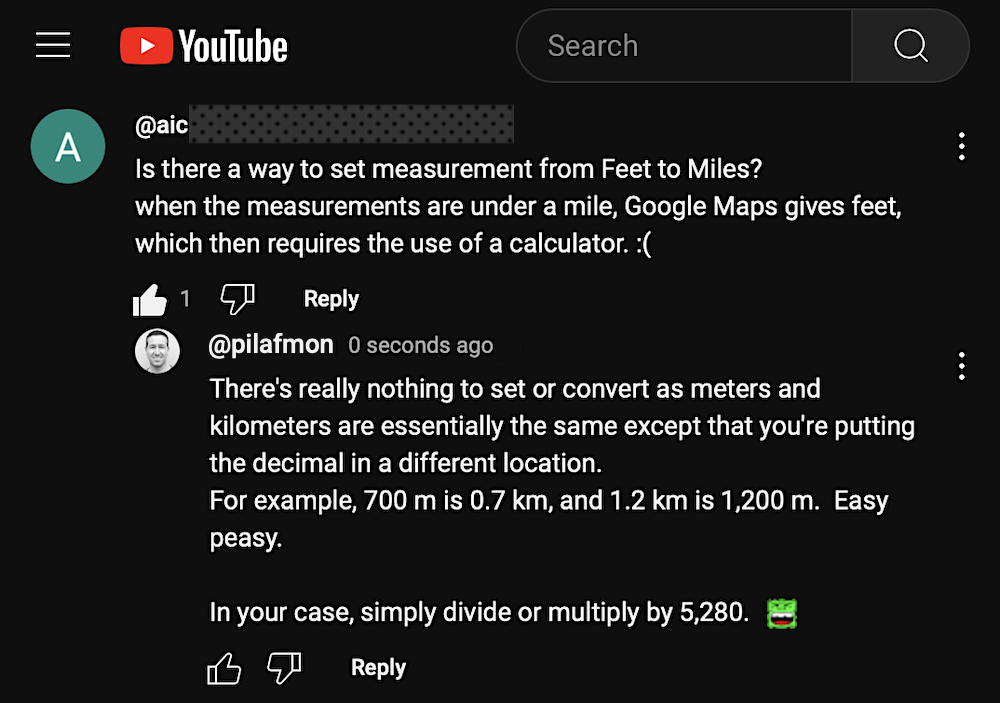 YouTube
Search
A
@aic
Is there a way to set measurement from Feet to Miles?
when the measurements are under a mile, Google Maps gives feet,
which then requires the use of a calculator. :(
1
Reply
@pilafmon 0 seconds ago
There's really nothing to set or convert as meters and
kilometers are essentially the same except that you're putting
the decimal in a different location.
For example, 700 m is 0.7 km, and 1.2 km is 1,200 m.  Easy
peasy.
In your case, simply divide or multiply by 5,280.
Reply